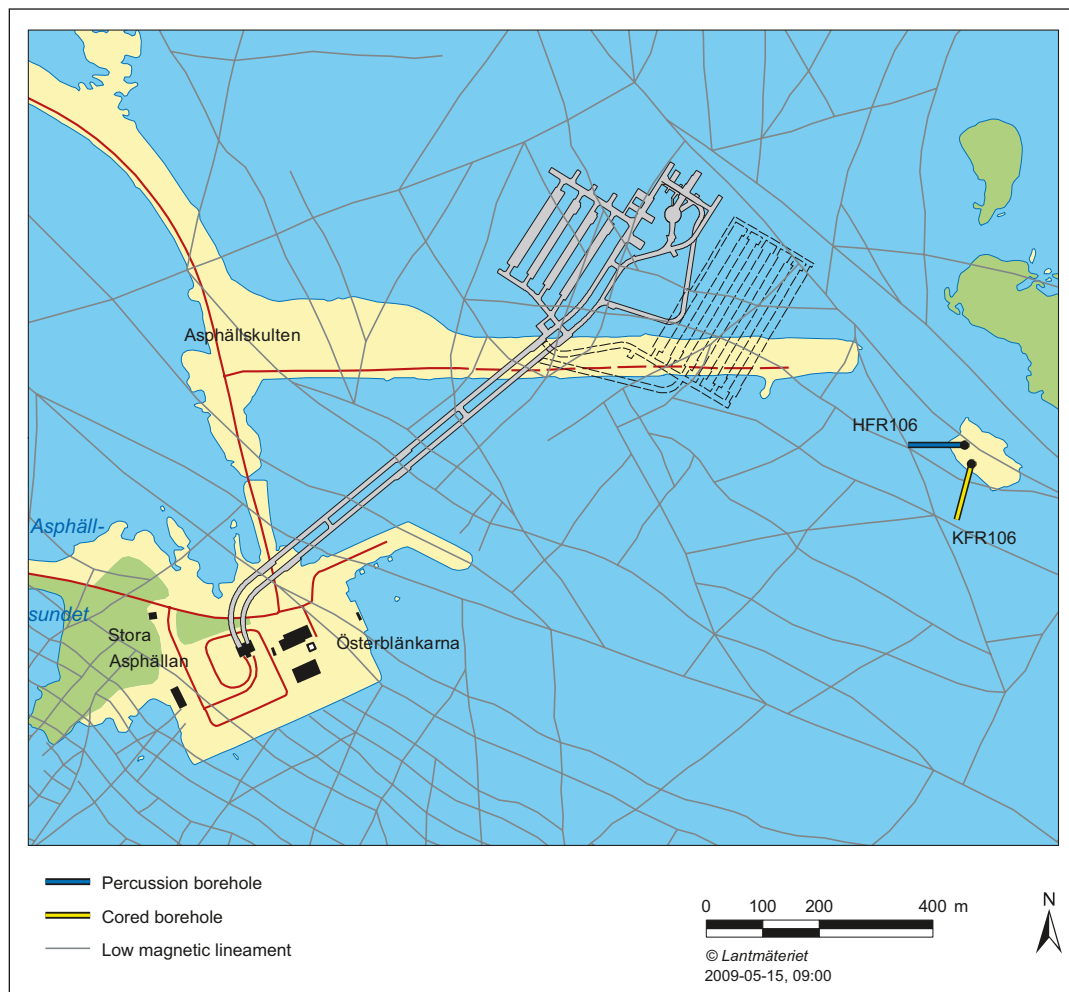 Asphällskulten
HFR106
KFR106
Asphäll-
sundet
Stora
Asphällan
Österblänkarna
Percussion borehole
Cored borehole
Low magnetic lineament
0 100 200 400 m
N
© Lantmäteriet
2009-05-15, 09:00